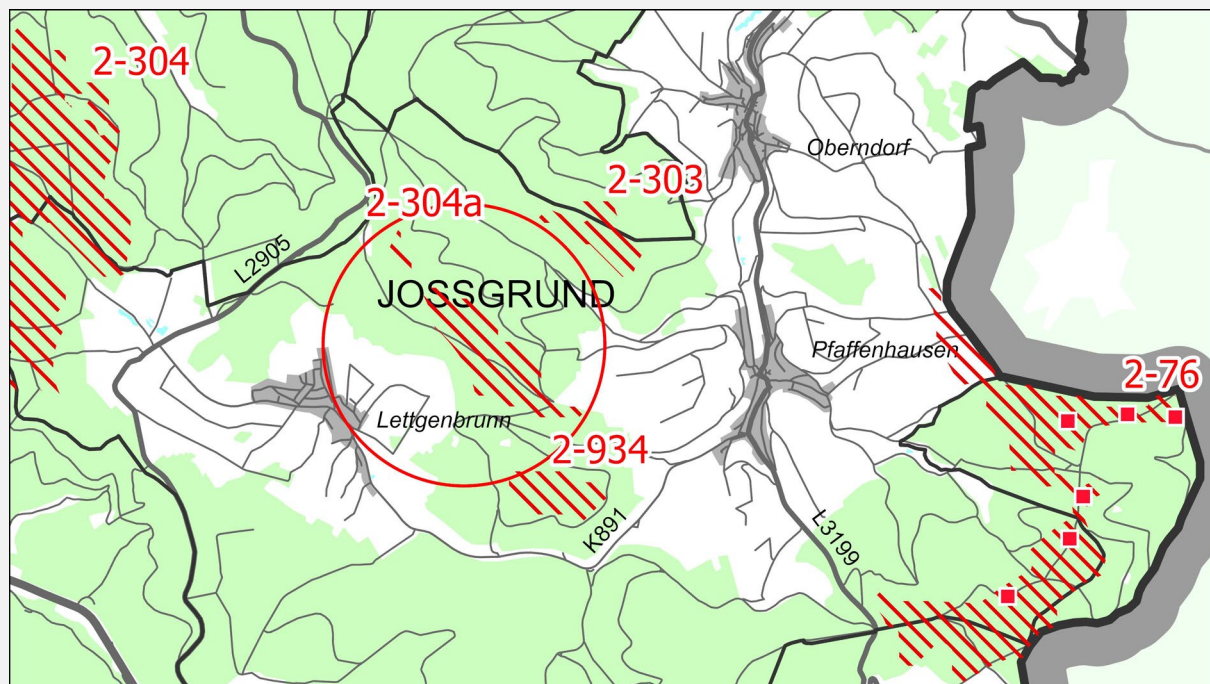 2-304
Oberndorf
2-303
2-304a
L2905
JOSSGRUND
Pfaffenhausen
2-76
Lettgenbrunn
2-934
K891
L3199